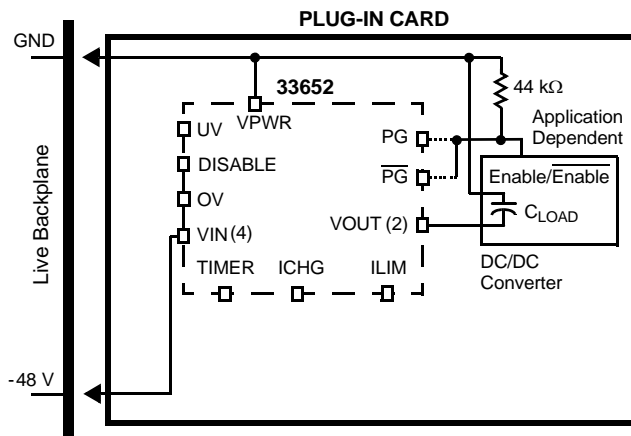 PLUG-IN CARD
GND
33652
44 kΩ
VPWR
UV
PG
Application
Dependent
DISABLE
PG
Enable/Enable
OV
VOUT (2)
CLOAD
VIN (4)
TIMER
ICHG
ILIM
DC/DC
Converter
Live Backplane
-48 V